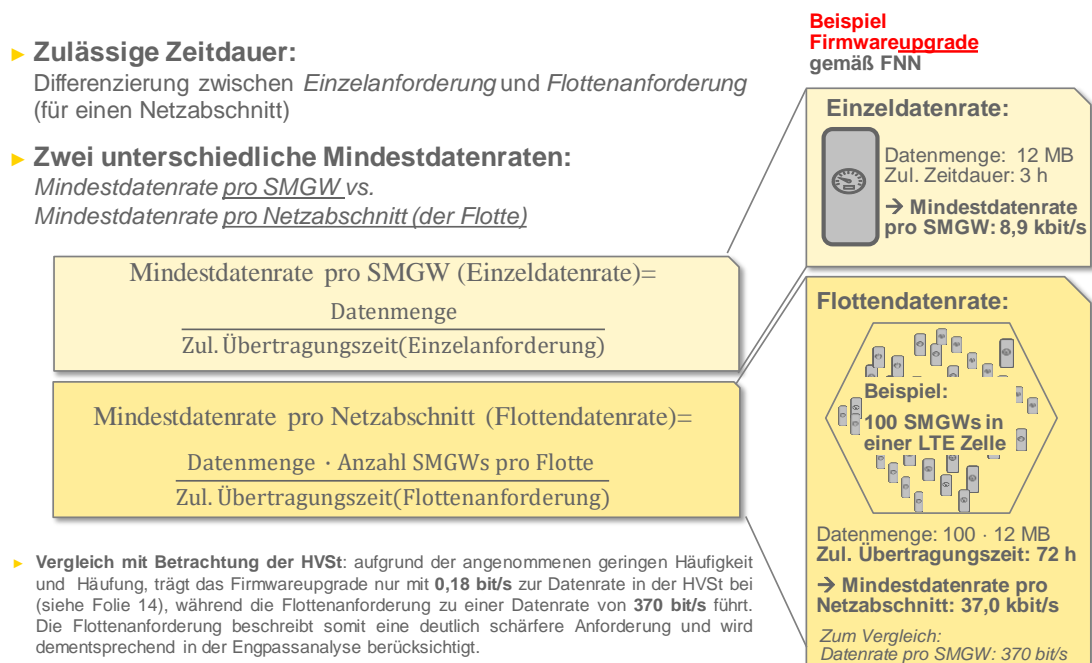 ► Zulässige Zeitdauer:
Differenzierung zwischen Einzelanforderung und Flottenanforderung
(für einen Netzabschnitt)
► Zwei unterschiedliche Mindestdatenraten:
Mindestdatenrate pro SMGW vs.
Mindestdatenrate pro Netzabschnitt (der Flotte)
Mindestdatenrate pro SMGW (Einzeldatenrate)=
Datenmenge
Zul. Übertragungszeit(Einzelanforderung)
Mindestdatenrate pro Netzabschnitt (Flottendatenrate)=
Datenmenge · Anzahl SMGWs pro Flotte
Zul. Übertragungszeit(Flottenanforderung)
► Vergleich mit Betrachtung der HVSt: aufgrund der angenommenen geringen Häufigkeit
und Häufung, trägt das Firmwareupgrade nur mit 0,18 bit/s zur Datenrate in der HVSt bei
(siehe Folie 14), während die Flottenanforderung zu einer Datenrate von 370 bit/s führt.
Die Flottenanforderung beschreibt somit eine deutlich schärfere Anforderung und wird
dementsprechend in der Engpassanalyse berücksichtigt.
Beispiel
Firmwareupgrade
gemäß FNN
Einzeldatenrate:
Datenmenge: 12 MB
Zul. Zeitdauer: 3 h
→ Mindestdatenrate
pro SMGW: 8,9 kbit/s
Flottendatenrate:
Beispiel:
100 SMGWs in
einer LTE Zelle
Datenmenge: 100 · 12 MB
Zul. Übertragungszeit: 72 h
→ Mindestdatenrate pro
Netzabschnitt: 37,0 kbit/s
Zum Vergleich:
Datenrate pro SMGW: 370 bit/s